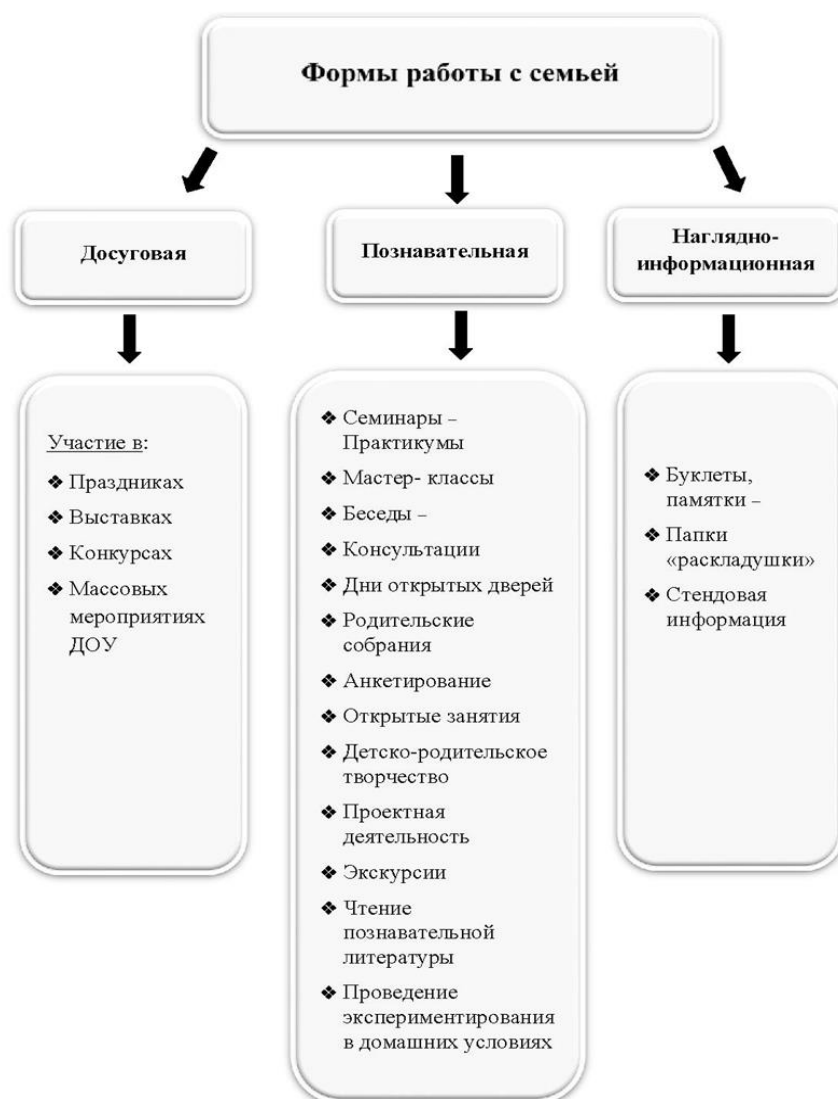 Формы работы с семьей
Досуговая
Познавательная
Наглядно-
информационная
Участие в:
❖ Праздниках
❖ Выставках
❖ Конкурсах
❖ Массовых
мероприятиях
ДОУ
❖ Семинары –
Практикумы
❖ Мастер- классы
❖ Беседы –
❖ Консультации
❖ Дни открытых дверей
❖ Родительские
собрания
❖ Анкетирование
❖ Открытые занятия
❖ Детско-родительское
творчество
❖ Проектная
деятельность
❖ Экскурсии
❖ Чтение
познавательной
литературы
❖ Проведение
экспериментирования
в домашних условиях
❖ Буклеты,
памятки –
❖ Папки
«раскладушки»
❖ Стендовая
информация